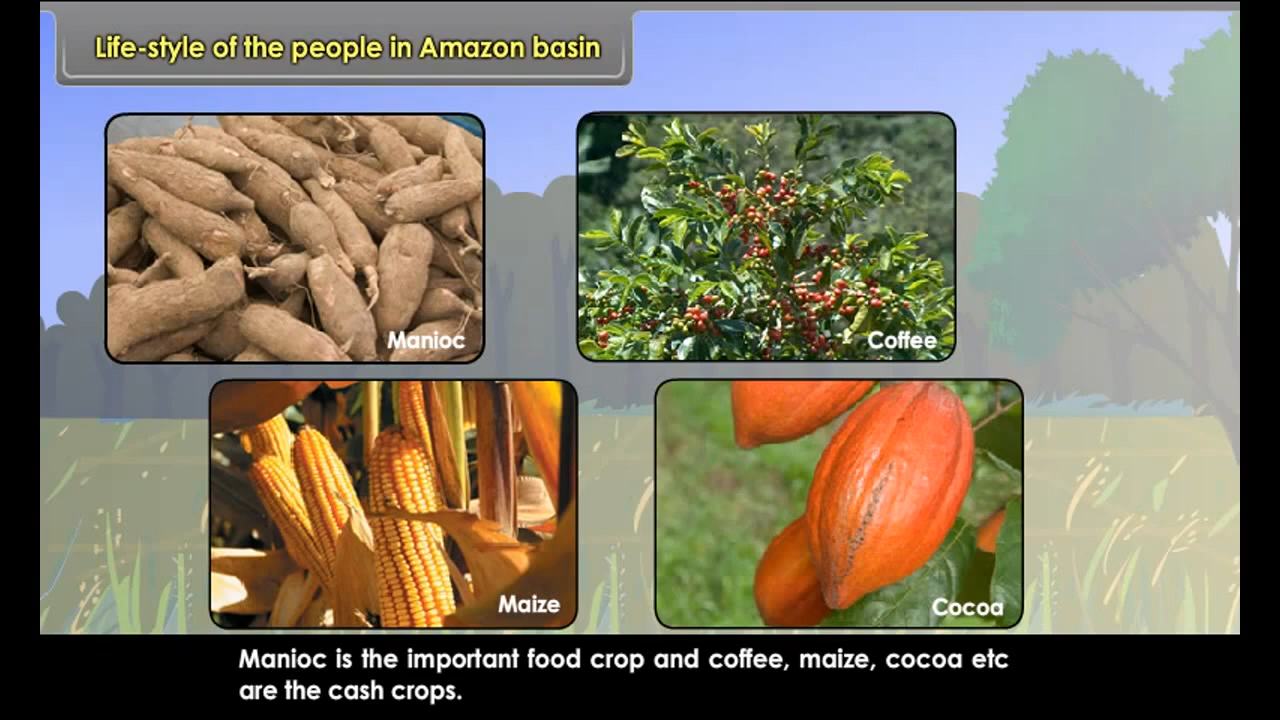 Life-style of the people in Amazon basin
Manioc
Coffee
Maize
Cocoa
Manioc is the important food crop and coffee, maize, cocoa etc
are the cash crops.